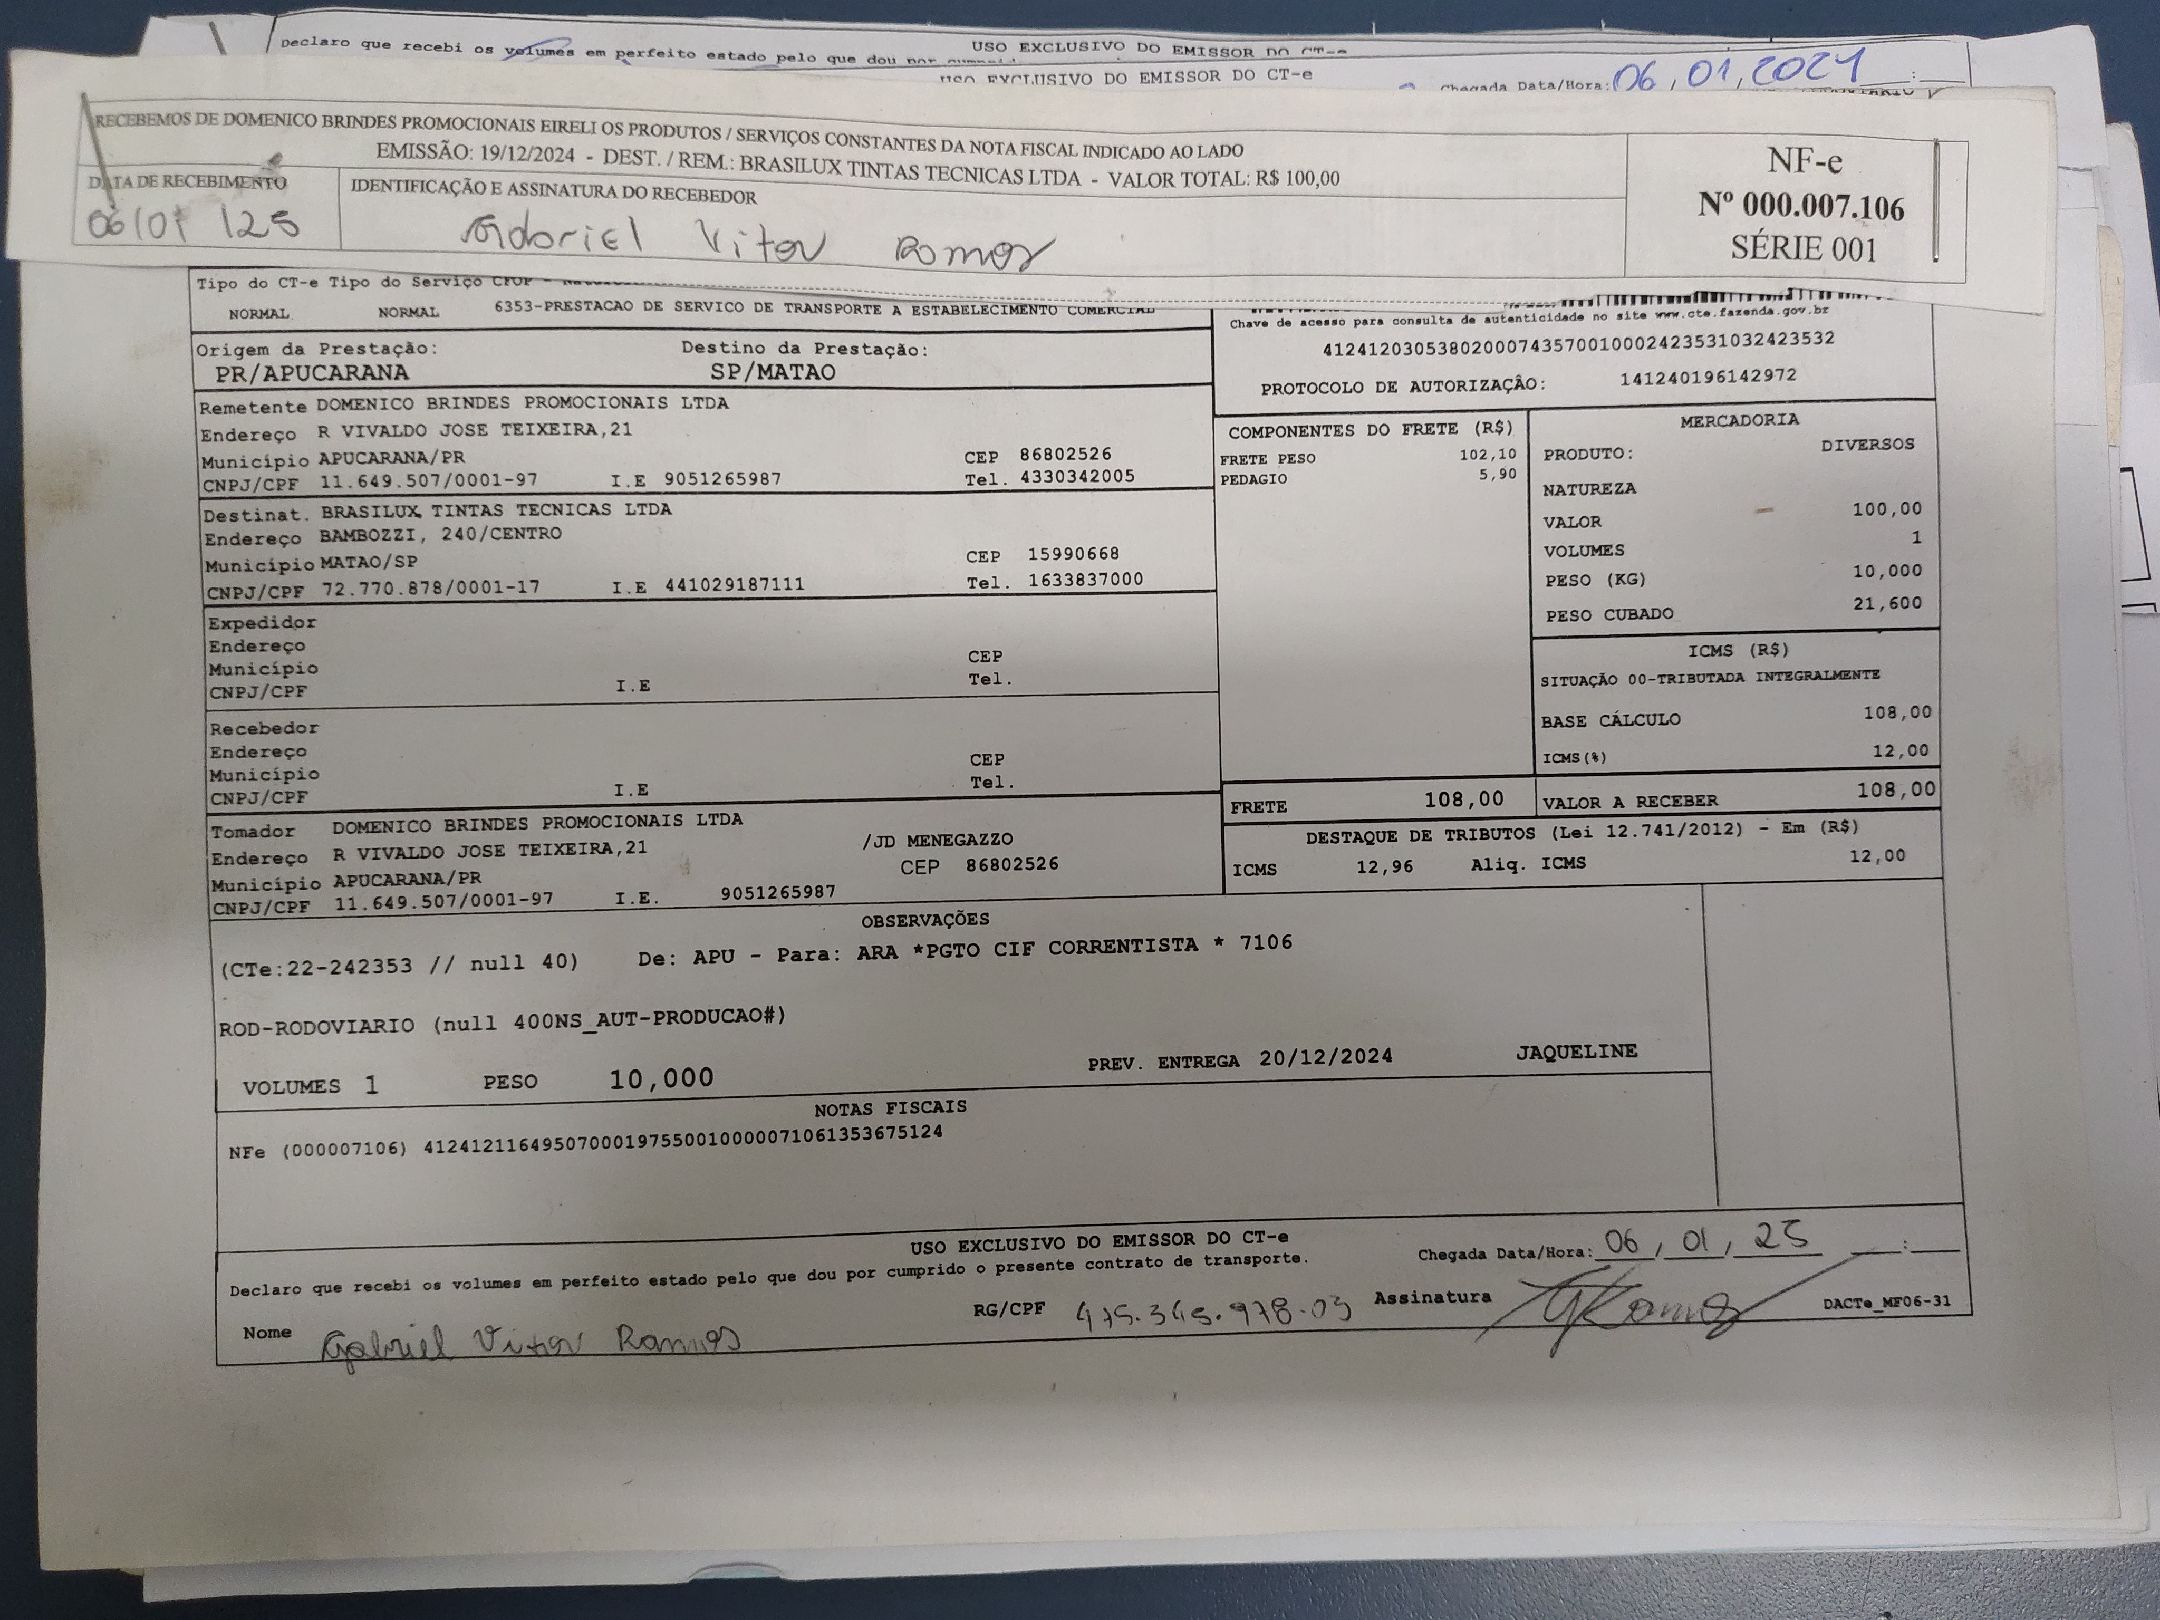 Declaro que recebi os volumes em perfeito estado pelo que dou por
USO EXCLUSIVO DO EMISSOR DO CT-e
USO EXCLUSIVO DO EMISSOR DO CT-e
Chegada Data/Hora: 06,01,2021 :
RECEBEMOS DE DOMENICO BRINDES PROMOCIONAIS EIRELI OS PRODUTOS / SERVIÇOS CONSTANTES DA NOTA FISCAL INDICADO AO LADO
EMISSÃO: 19/12/2024 - DEST. / REM.: BRASILUX TINTAS TECNICAS LTDA - VALOR TOTAL: R$ 100,00
DATA DE RECEBIMENTO IDENTIFICAÇÃO E ASSINATURA DO RECEBEDOR
06/01/25 Gabriel Vitor Ramos
NF-e
Nº 000.007.106
SÉRIE 001
Tipo do CT-e Tipo do Serviço CFOP -
NORMAL NORMAL 6353-PRESTACAO DE SERVICO DE TRANSPORTE A ESTABELECIMENTO COMERCIAL
Chave de acesso para consulta de autenticidade no site www.cte.fazenda.gov.br
41241203053802000743570010002423531032423532
PROTOCOLO DE AUTORIZAÇÃO: 141240196142972
Origem da Prestação: Destino da Prestação:
PR/APUCARANA SP/MATAO
Remetente DOMENICO BRINDES PROMOCIONAIS LTDA
Endereço R VIVALDO JOSE TEIXEIRA,21
Município APUCARANA/PR CEP 86802526
CNPJ/CPF 11.649.507/0001-97 I.E 9051265987 Tel. 4330342005
Destinat. BRASILUX TINTAS TECNICAS LTDA
Endereço BAMBOZZI, 240/CENTRO
Município MATAO/SP CEP 15990668
CNPJ/CPF 72.770.878/0001-17 I.E 441029187111 Tel. 1633837000
Expedidor
Endereço
Município CEP
CNPJ/CPF I.E Tel.
Recebedor
Endereço
Município CEP
CNPJ/CPF I.E Tel.
Tomador DOMENICO BRINDES PROMOCIONAIS LTDA
Endereço R VIVALDO JOSE TEIXEIRA,21 /JD MENEGAZZO
Município APUCARANA/PR CEP 86802526
CNPJ/CPF 11.649.507/0001-97 I.E. 9051265987
COMPONENTES DO FRETE (R$)
FRETE PESO 102,10
PEDAGIO 5,90
MERCADORIA
PRODUTO: DIVERSOS
NATUREZA
VALOR 100,00
VOLUMES 1
PESO (KG) 10,000
PESO CUBADO 21,600
ICMS (R$)
SITUAÇÃO 00-TRIBUTADA INTEGRALMENTE
BASE CÁLCULO 108,00
ICMS(%) 12,00
FRETE 108,00 VALOR A RECEBER 108,00
DESTAQUE DE TRIBUTOS (Lei 12.741/2012) - Em (R$)
ICMS 12,96 Aliq. ICMS 12,00
OBSERVAÇÕES
(CTe:22-242353 // null 40) De: APU - Para: ARA *PGTO CIF CORRENTISTA * 7106
ROD-RODOVIARIO (null 400NS_AUT-PRODUCAO#)
VOLUMES 1 PESO 10,000 PREV. ENTREGA 20/12/2024 JAQUELINE
NOTAS FISCAIS
NFe (000007106) 41241211649507000197550010000071061353675124
USO EXCLUSIVO DO EMISSOR DO CT-e
Declaro que recebi os volumes em perfeito estado pelo que dou por cumprido o presente contrato de transporte.
Chegada Data/Hora: 06,01,25 :
Nome Gabriel Vitor Ramos RG/CPF 475.345.978-03 Assinatura DACTe_MF06-31